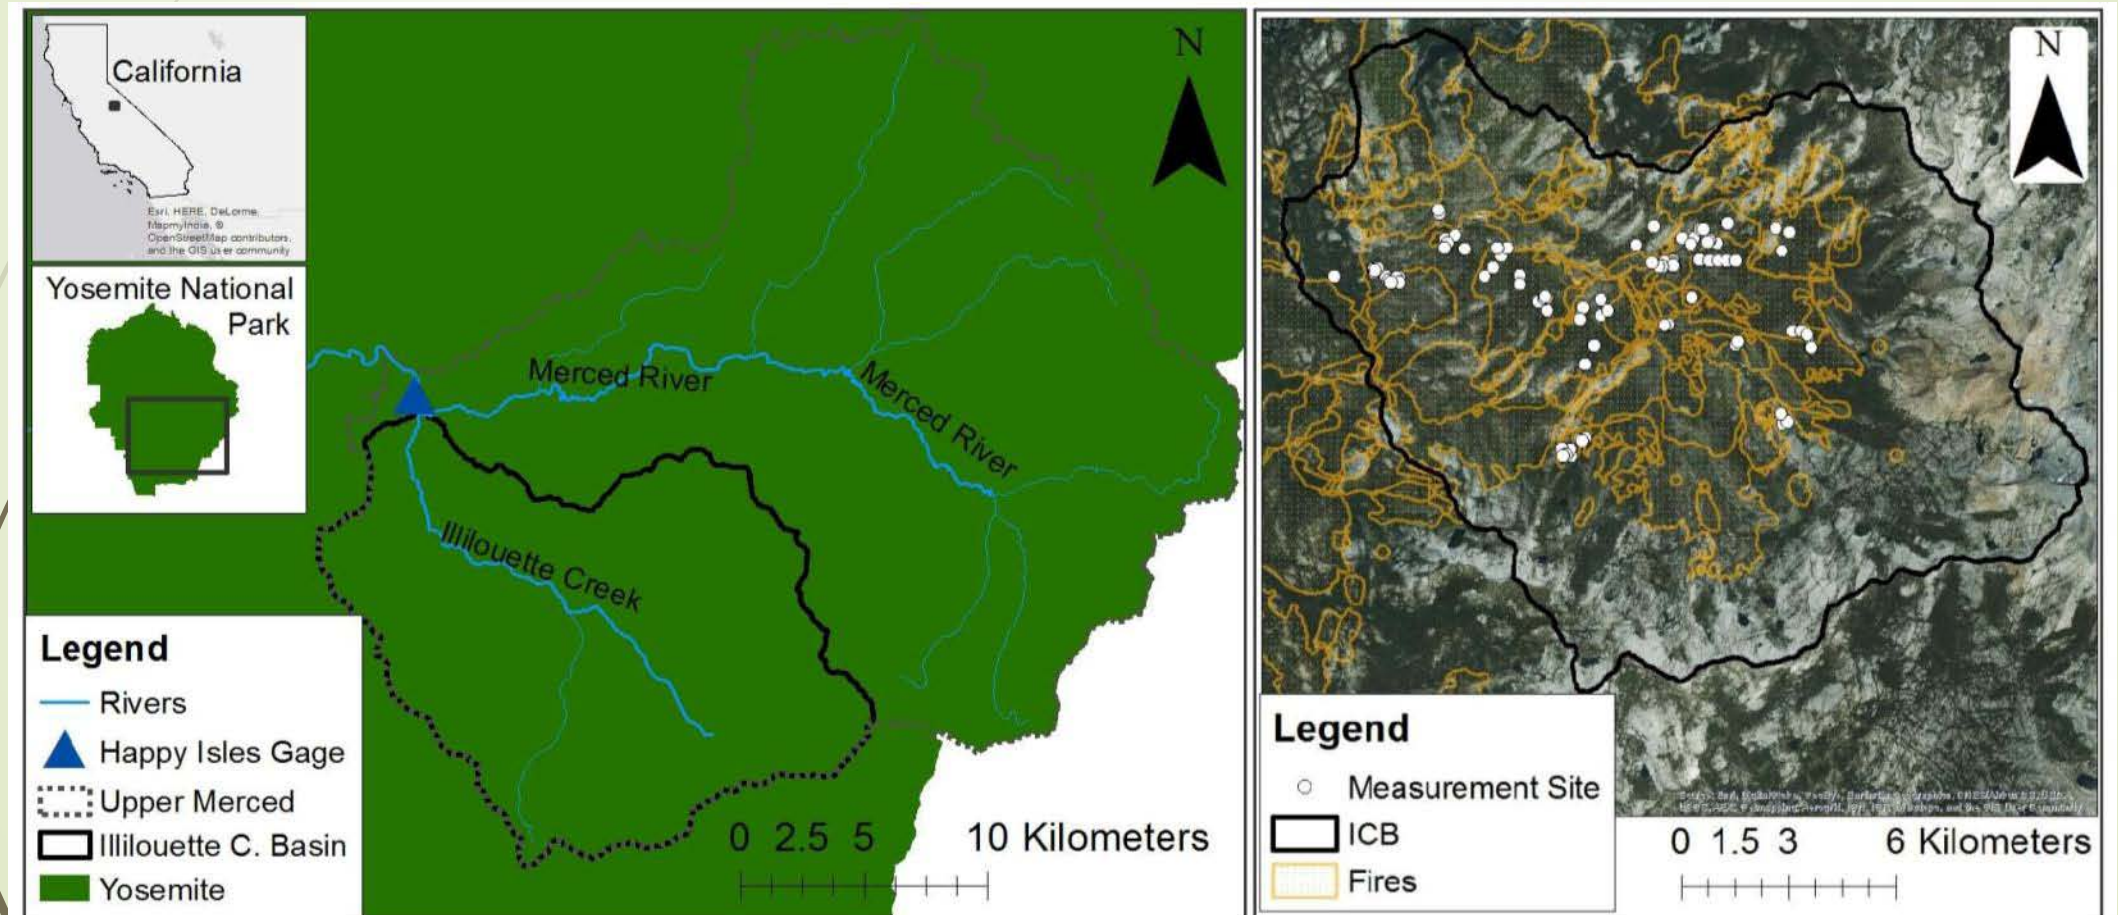 California
Esri, HERE, DeLorme,
MapmyIndia, ©
OpenStreetMap contributors,
and the GIS user community
Yosemite National
Park
N
Merced River
Merced River
Illilouette Creek
Legend
Rivers
Happy Isles Gage
Upper Merced
Illilouette C. Basin
Yosemite
0 2.5 5 10 Kilometers
N
Legend
Measurement Site
ICB
Fires
0 1.5 3 6 Kilometers